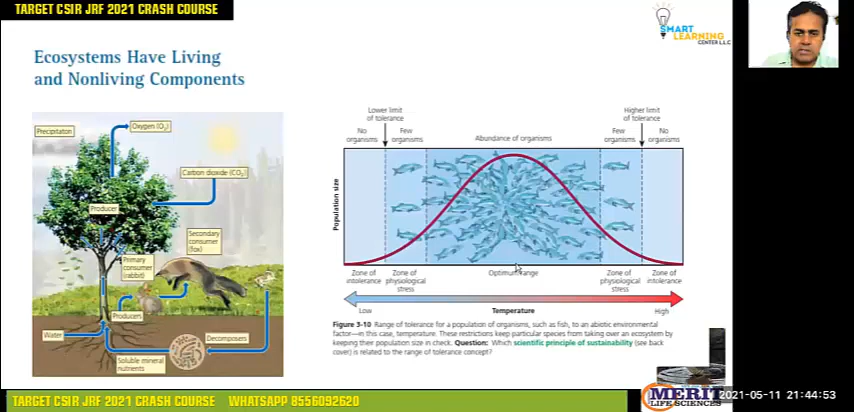 TARGET CSIR JRF 2021 CRASH COURSE
SMART
LEARNING
CENTER L.L.C
Ecosystems Have Living
and Nonliving Components
Precipitaton
Oxygen (O₂)
Carbon dioxide (CO₂)
Producer
Secondary
consumer
(fox)
Primary
consumer
(rabbit)
Producers
Water
Decomposers
Soluble mineral
nutrients
Lower limit
of tolerance
Higher limit
of tolerance
No
organisms
Few
organisms
Abundance of organisms
Few
organisms
No
organisms
Population size
Zone of
intolerance
Zone of
physiological
stress
Optimum range
Zone of
physiological
stress
Zone of
intolerance
Low
Temperature
High
Figure 3-10 Range of tolerance for a population of organisms, such as fish, to an abiotic environmental
factor—in this case, temperature. These restrictions keep particular species from taking over an ecosystem by
keeping their population size in check. Question: Which scientific principle of sustainability (see back
cover) is related to the range of tolerance concept?
TARGET CSIR JRF 2021 CRASH COURSE WHATSAPP 8556092620
MERIT
LIFE SCIENCES
2021-05-11 21:44:53